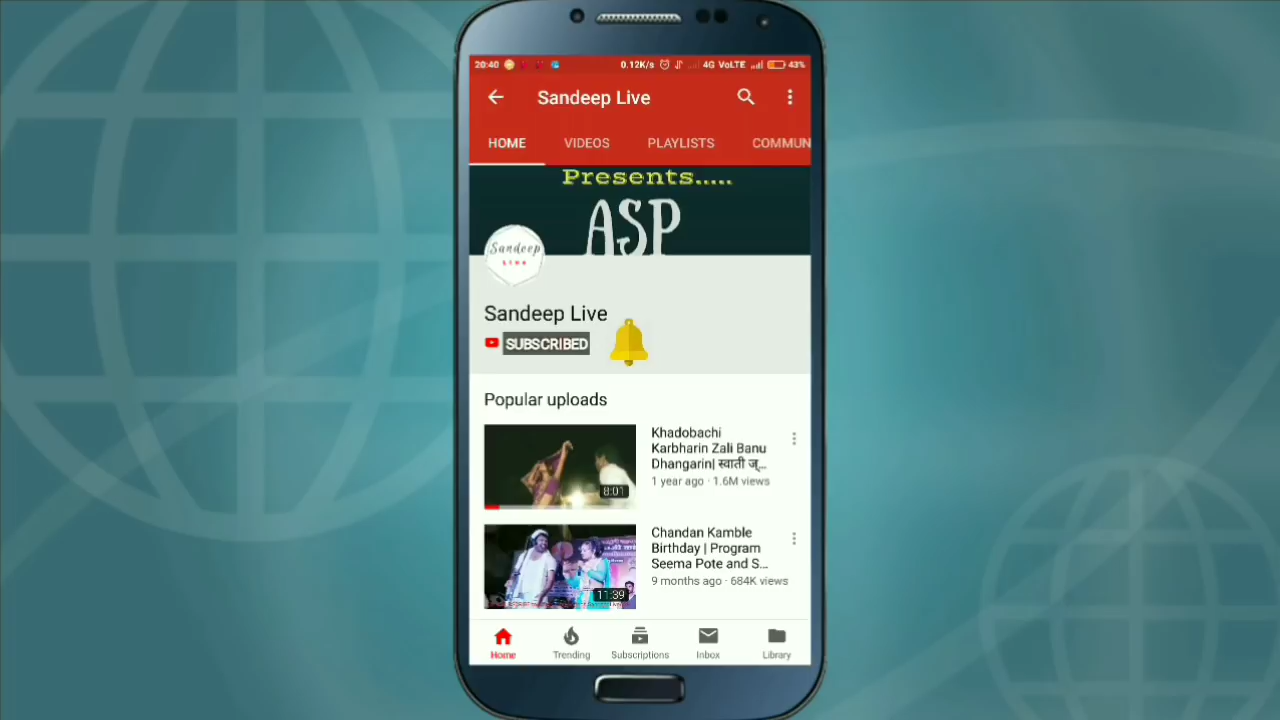 20:40
0.12K/s
4G VoLTE
43%
Sandeep Live
HOME VIDEOS PLAYLISTS COMMUN
Presents.....
ASP
Sandeep
Live
Sandeep Live
SUBSCRIBED
Popular uploads
Khadobachi
Karbharin Zali Banu
Dhangarin| स्वाती ज्...
1 year ago · 1.6M views
8:01
Chandan Kamble
Birthday | Program
Seema Pote and S...
9 months ago · 684K views
11:39
Home Trending Subscriptions Inbox Library